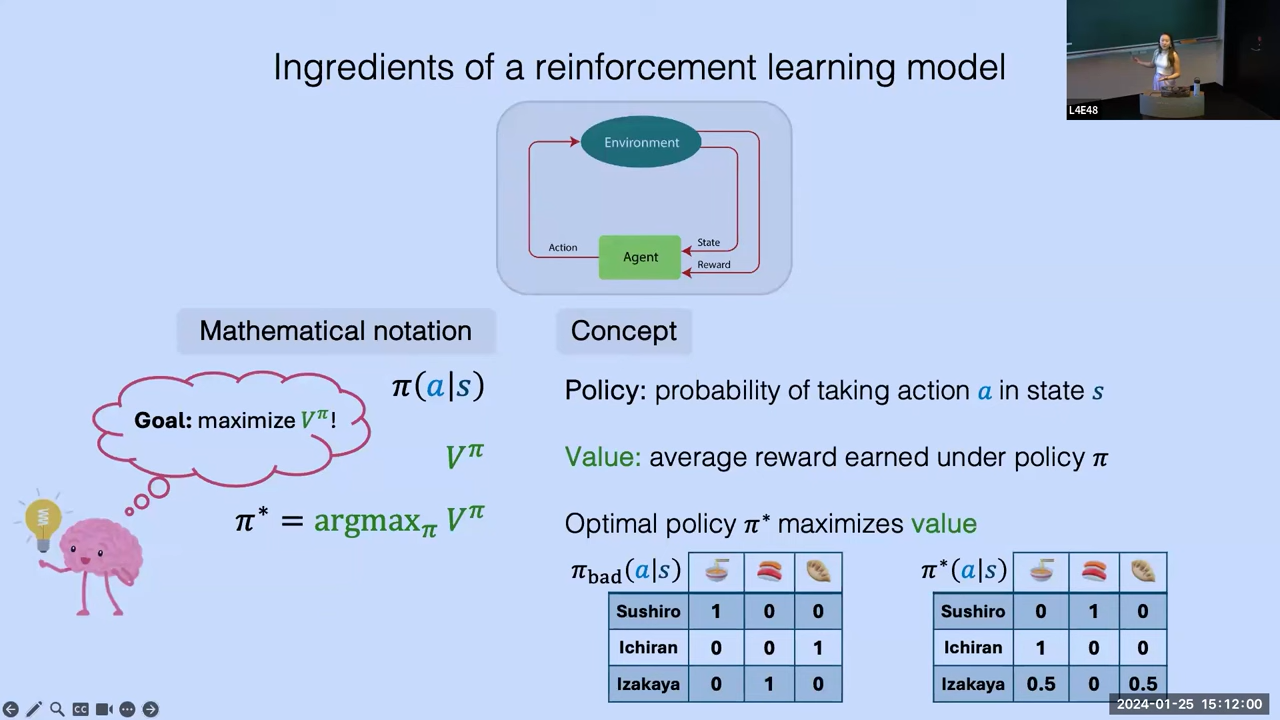 Ingredients of a reinforcement learning model
L4E48
Environment
Action
State
Agent
Reward
Mathematical notation
Concept
π(a|s)
Policy: probability of taking action a in state s
Goal: maximize V^π!
V^π
Value: average reward earned under policy π
π* = argmax_π V^π
Optimal policy π* maximizes value
π_bad(a|s)
Sushiro 1 0 0
Ichiran 0 0 1
Izakaya 0 1 0
π*(a|s)
Sushiro 0 1 0
Ichiran 1 0 0
Izakaya 0.5 0 0.5
CC
2024-01-25 15:12:00